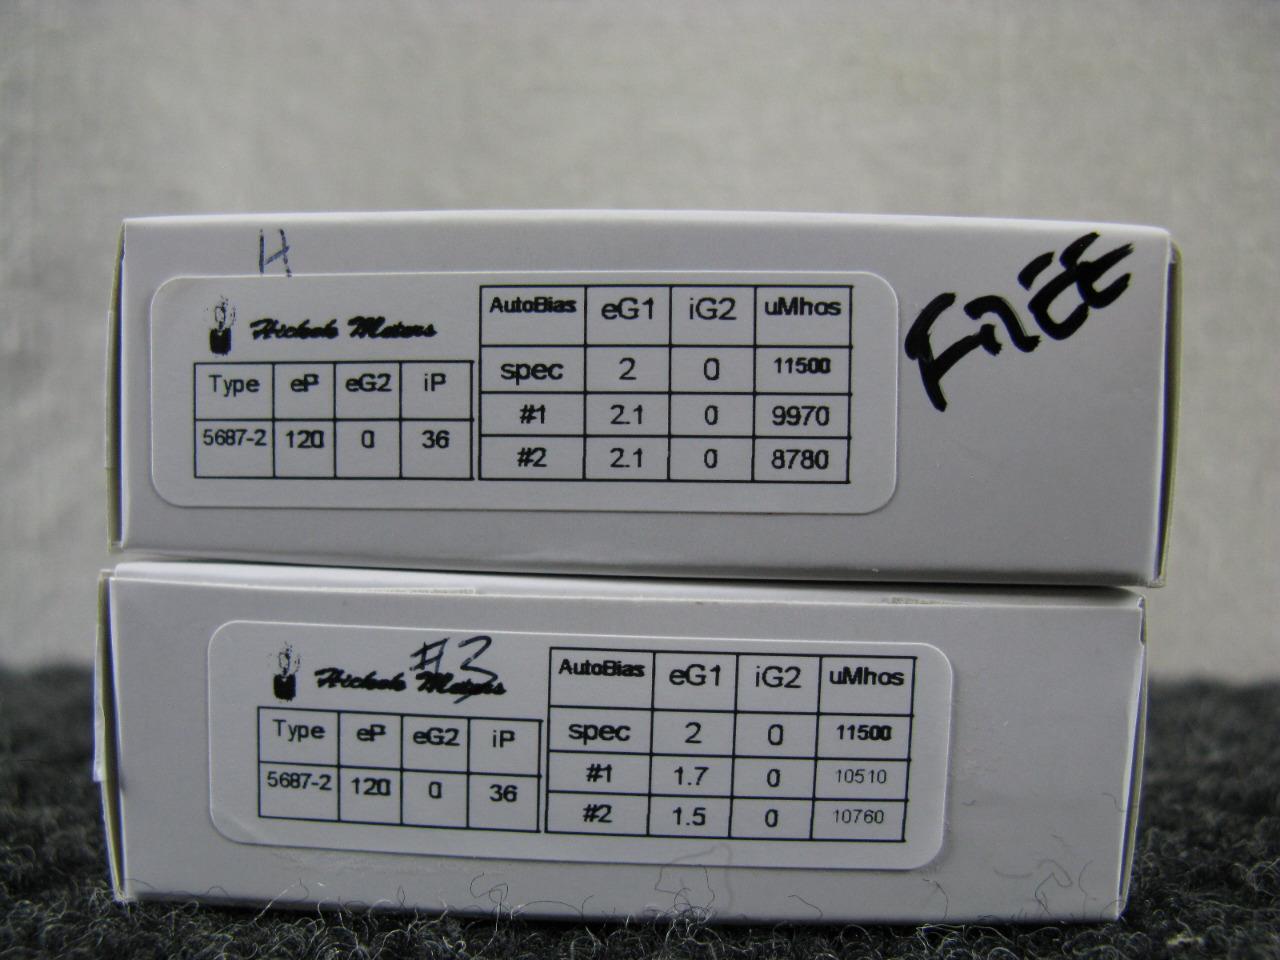 H
FREE
Hickok Meters
Type eP eG2 iP
5687-2 120 0 36
AutoBias eG1 iG2 uMhos
spec 2 0 11500
#1 2.1 0 9970
#2 2.1 0 8780
#3
Hickok Meters
Type eP eG2 iP
5687-2 120 0 36
AutoBias eG1 iG2 uMhos
spec 2 0 11500
#1 1.7 0 10510
#2 1.5 0 10760